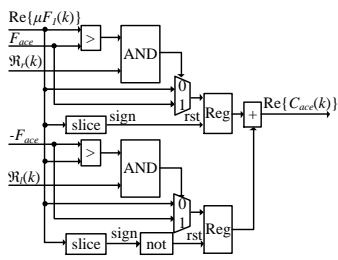 Re{μF_I(k)}
F_ace
>
AND
ℜ_r(k)
0
1
Reg
+
Re{C_ace(k)}
slice
sign
rst
-F_ace
>
AND
ℜ_l(k)
0
1
Reg
slice
sign
not
rst